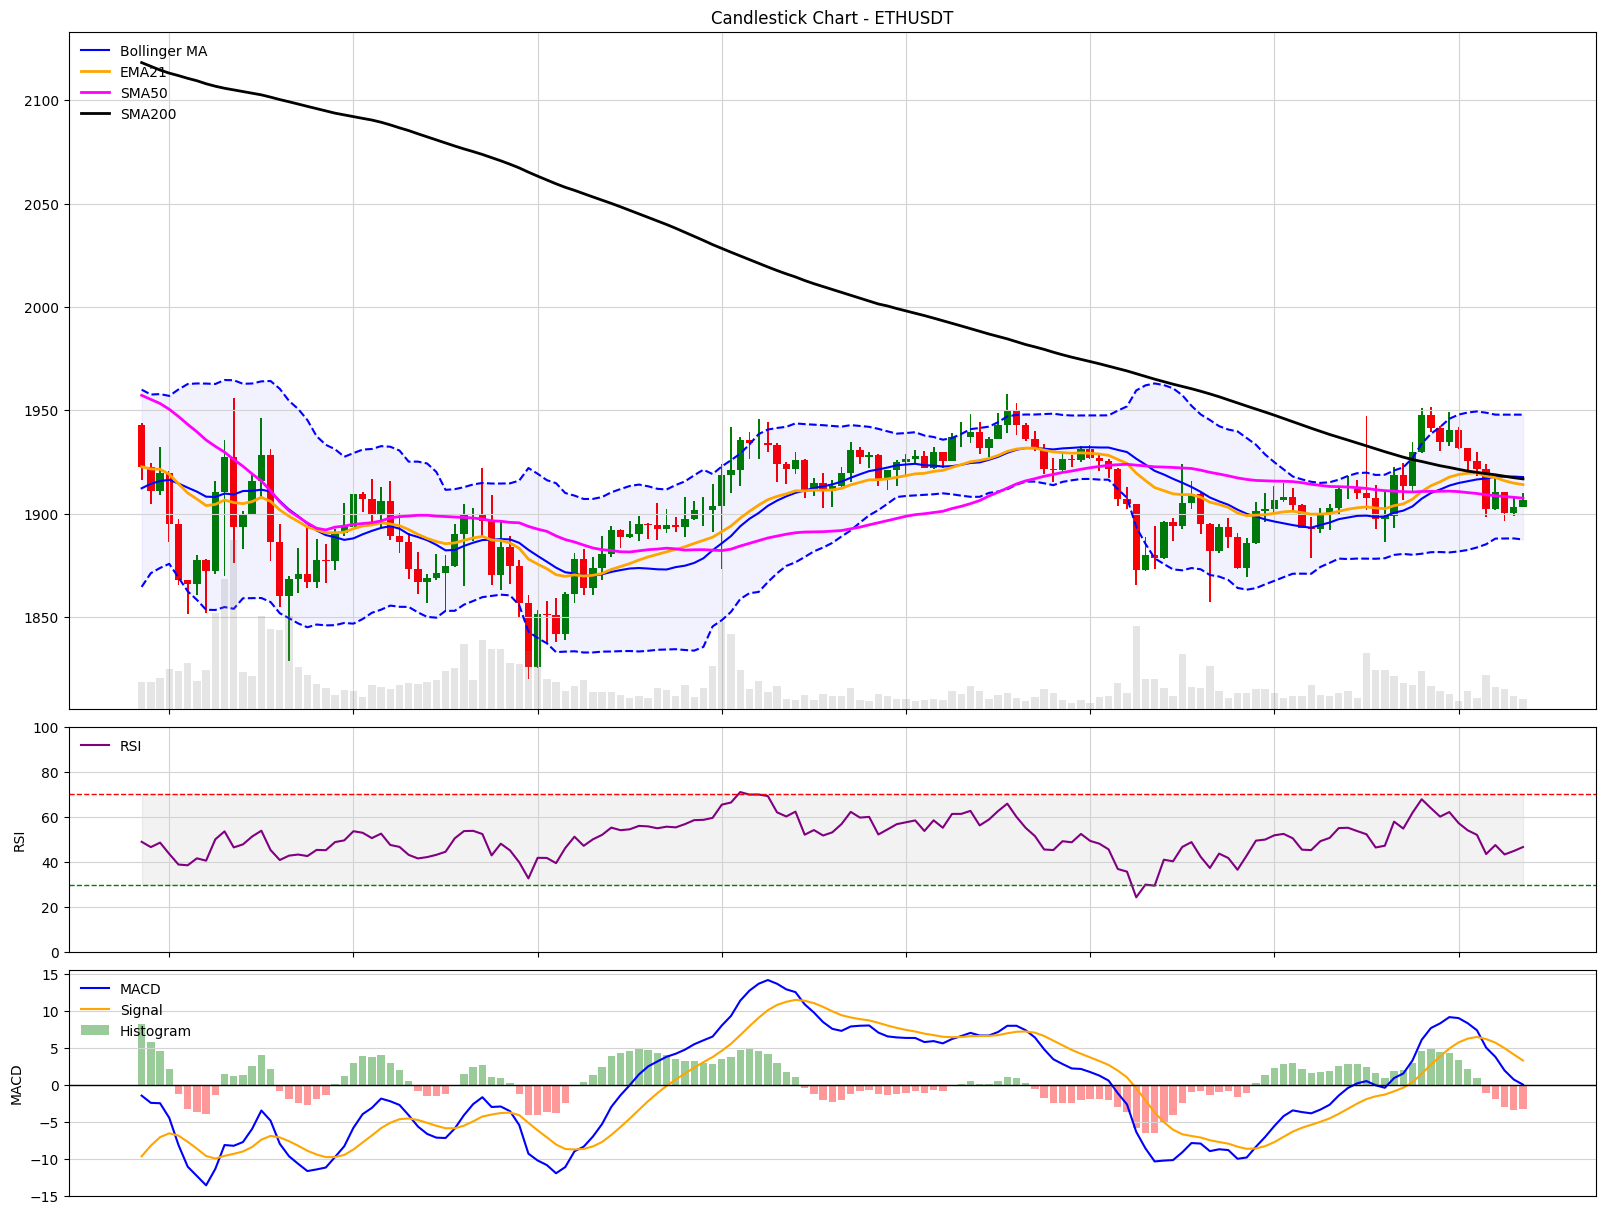 Candlestick Chart - ETHUSDT
Bollinger MA
EMA21
SMA50
SMA200
2100
2050
2000
1950
1900
1850
RSI
100
80
60
40
20
0
RSI
MACD
Signal
Histogram
15
10
5
0
−5
−10
−15
MACD